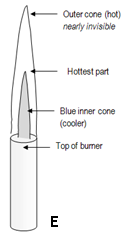 Outer cone (hot)
nearly invisible
Hottest part
Blue inner cone
(cooler)
Top of burner
E